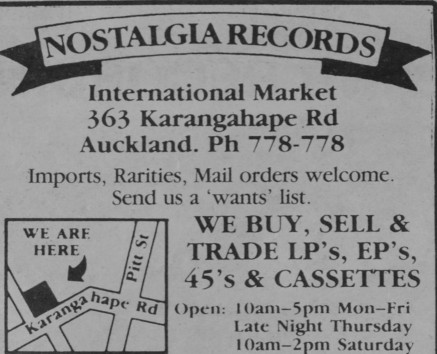 NOSTALGIA RECORDS
International Market
363 Karangahape Rd
Auckland. Ph 778-778
Imports, Rarities, Mail orders welcome.
Send us a 'wants' list.
WE ARE
HERE
Pitt St
Karangahape Rd
WE BUY, SELL &
TRADE LP's, EP's,
45's & CASSETTES
Open: 10am–5pm Mon–Fri
Late Night Thursday
10am–2pm Saturday